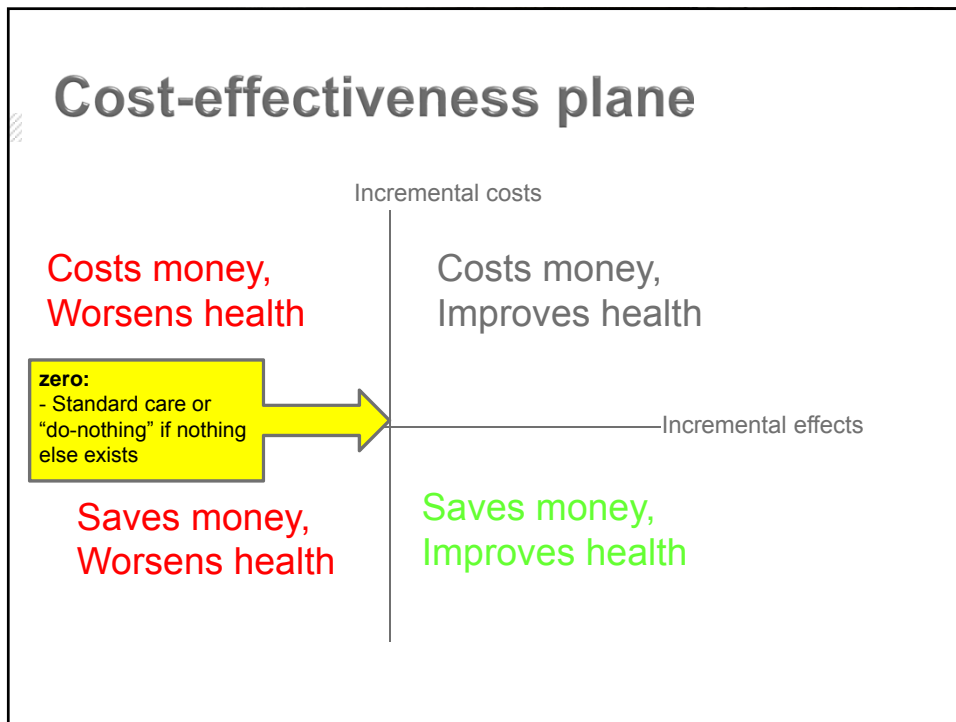 Cost-effectiveness plane
Incremental costs
Costs money,
Worsens health
Costs money,
Improves health
zero:
- Standard care or
“do-nothing” if nothing
else exists
Incremental effects
Saves money,
Worsens health
Saves money,
Improves health